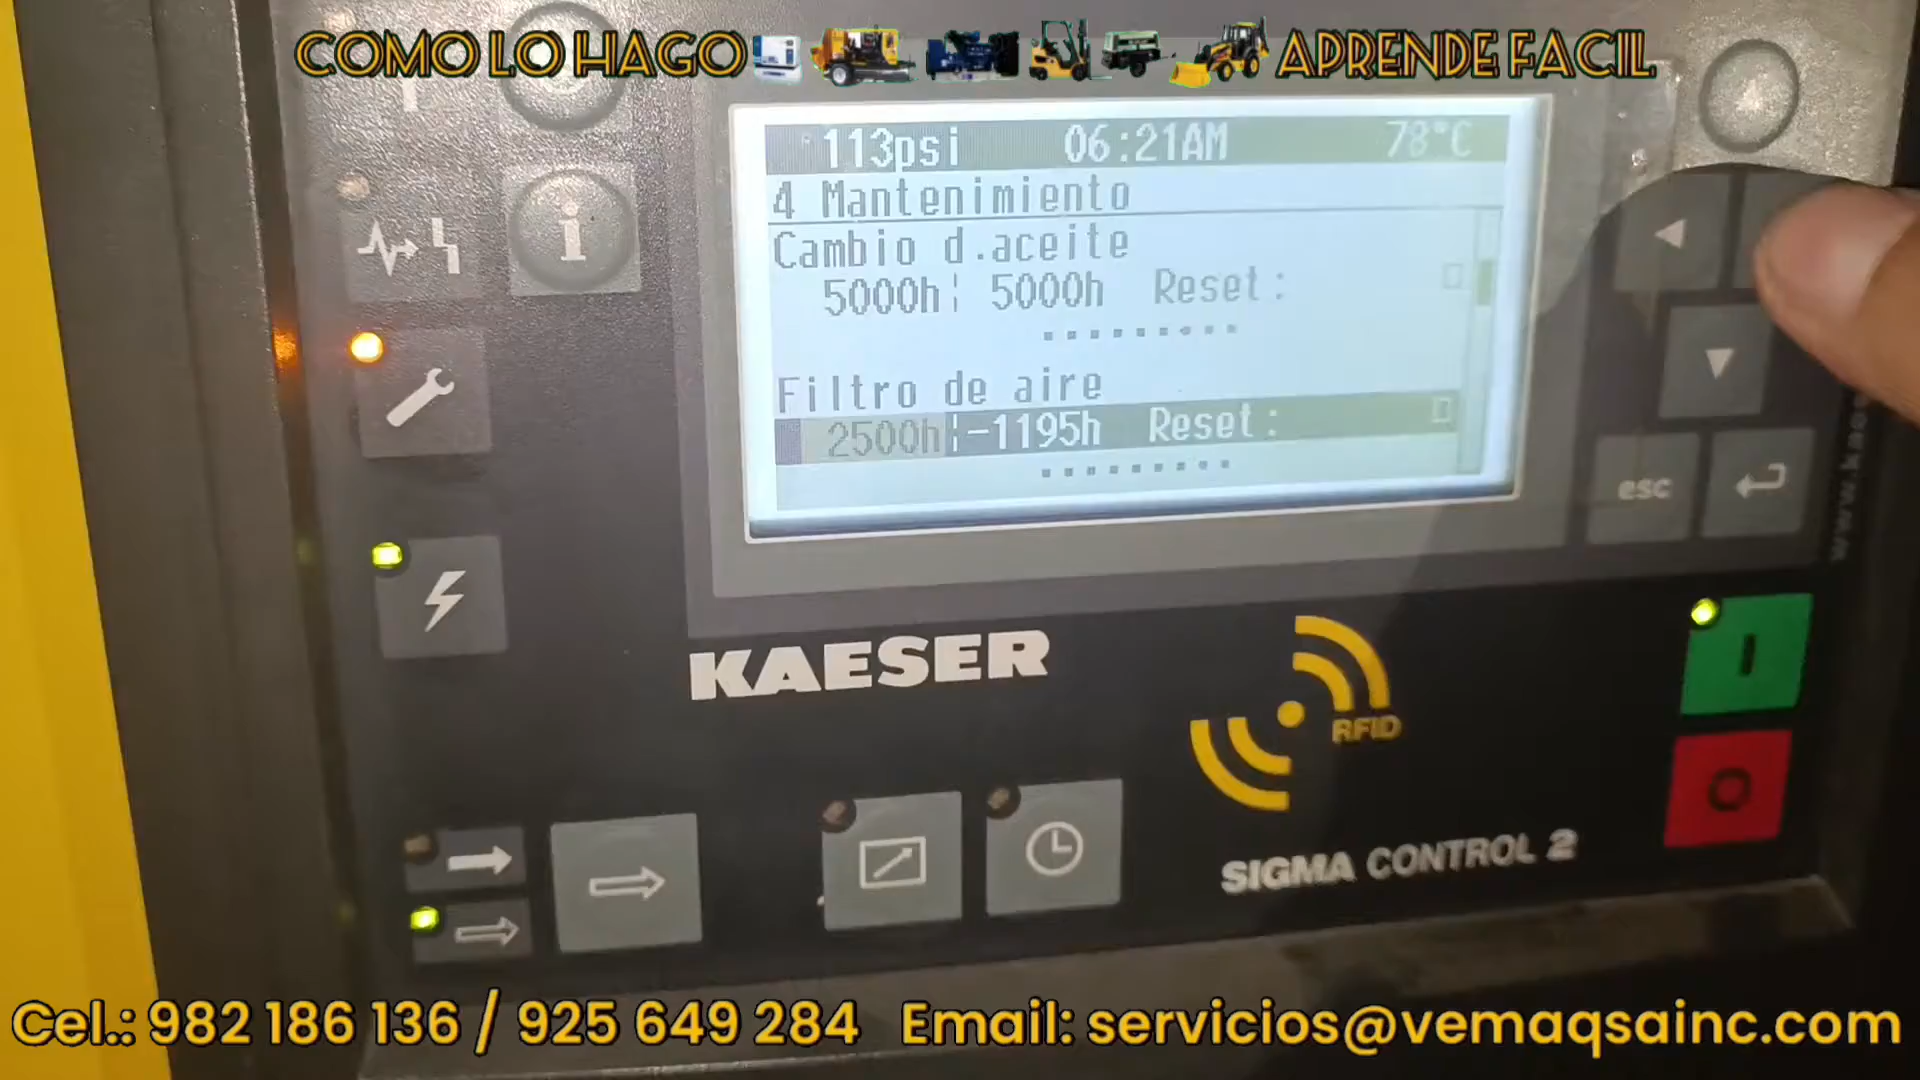 COMO LO HAGO APRENDE FACIL
113psi 06:21AM 78°C
4 Mantenimiento
Cambio d.aceite
5000h¦ 5000h Reset:
Filtro de aire
2500h¦-1195h Reset:
i
esc
KAESER
RFID
I
O
SIGMA CONTROL 2
Cel.: 982 186 136 / 925 649 284 Email: servicios@vemaqsainc.com